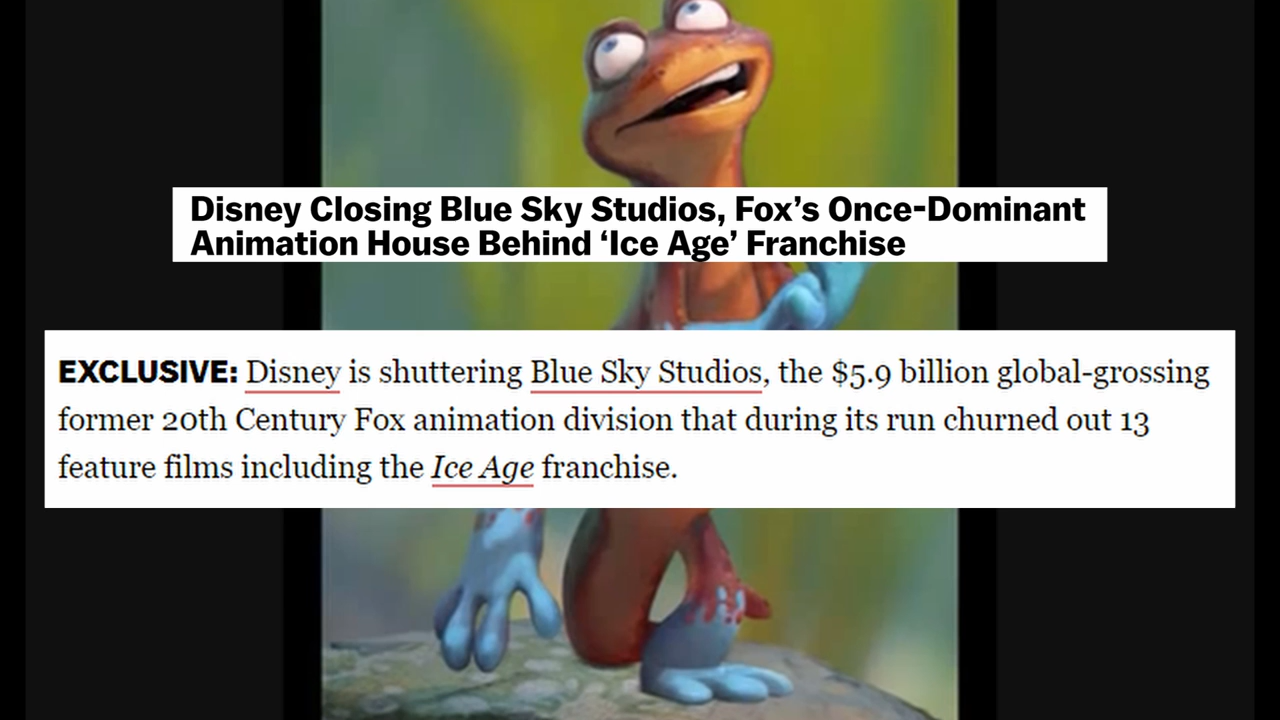 Disney Closing Blue Sky Studios, Fox’s Once-Dominant
Animation House Behind ‘Ice Age’ Franchise
EXCLUSIVE: Disney is shuttering Blue Sky Studios, the $5.9 billion global-grossing
former 20th Century Fox animation division that during its run churned out 13
feature films including the Ice Age franchise.